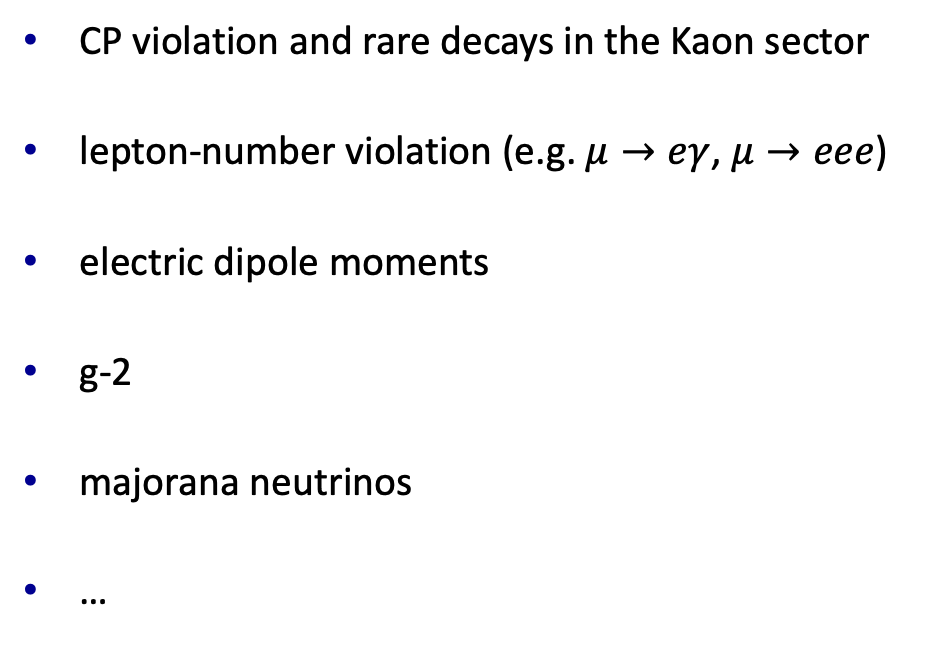 • CP violation and rare decays in the Kaon sector
• lepton-number violation (e.g. 𝜇 → 𝑒𝛾, 𝜇 → 𝑒𝑒𝑒)
• electric dipole moments
• g-2
• majorana neutrinos
• ...